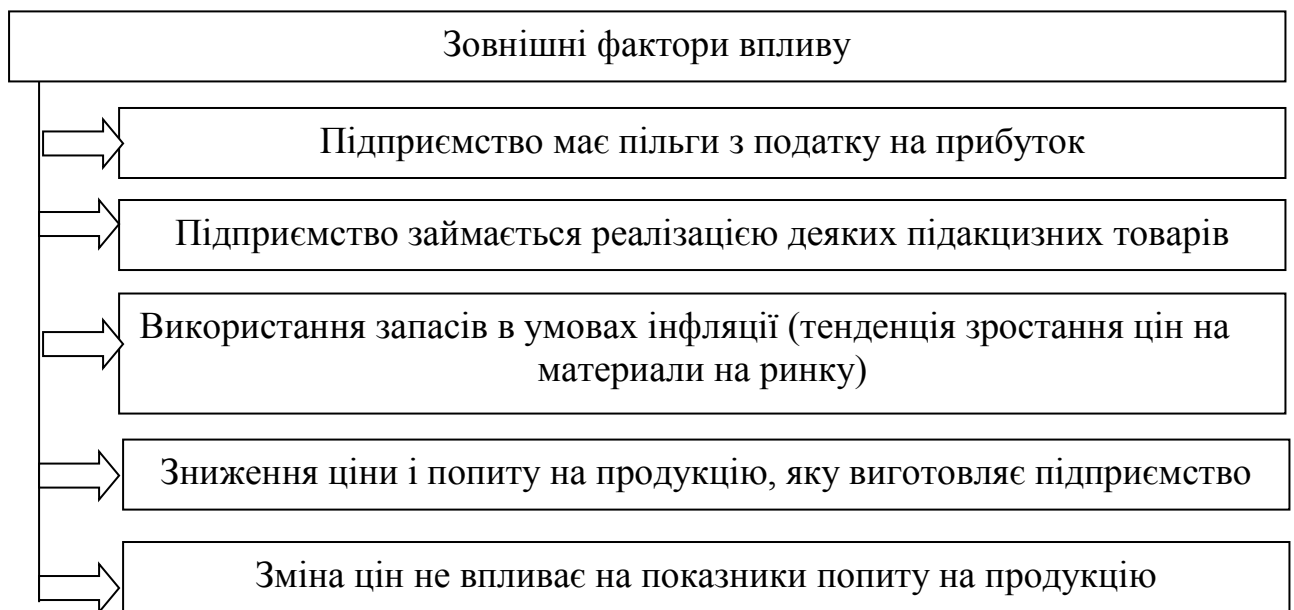 Зовнішні фактори впливу
Підприємство має пільги з податку на прибуток
Підприємство займається реалізацією деяких підакцизних товарів
Використання запасів в умовах інфляції (тенденція зростання цін на
материали на ринку)
Зниження ціни і попиту на продукцію, яку виготовляє підприємство
Зміна цін не впливає на показники попиту на продукцію